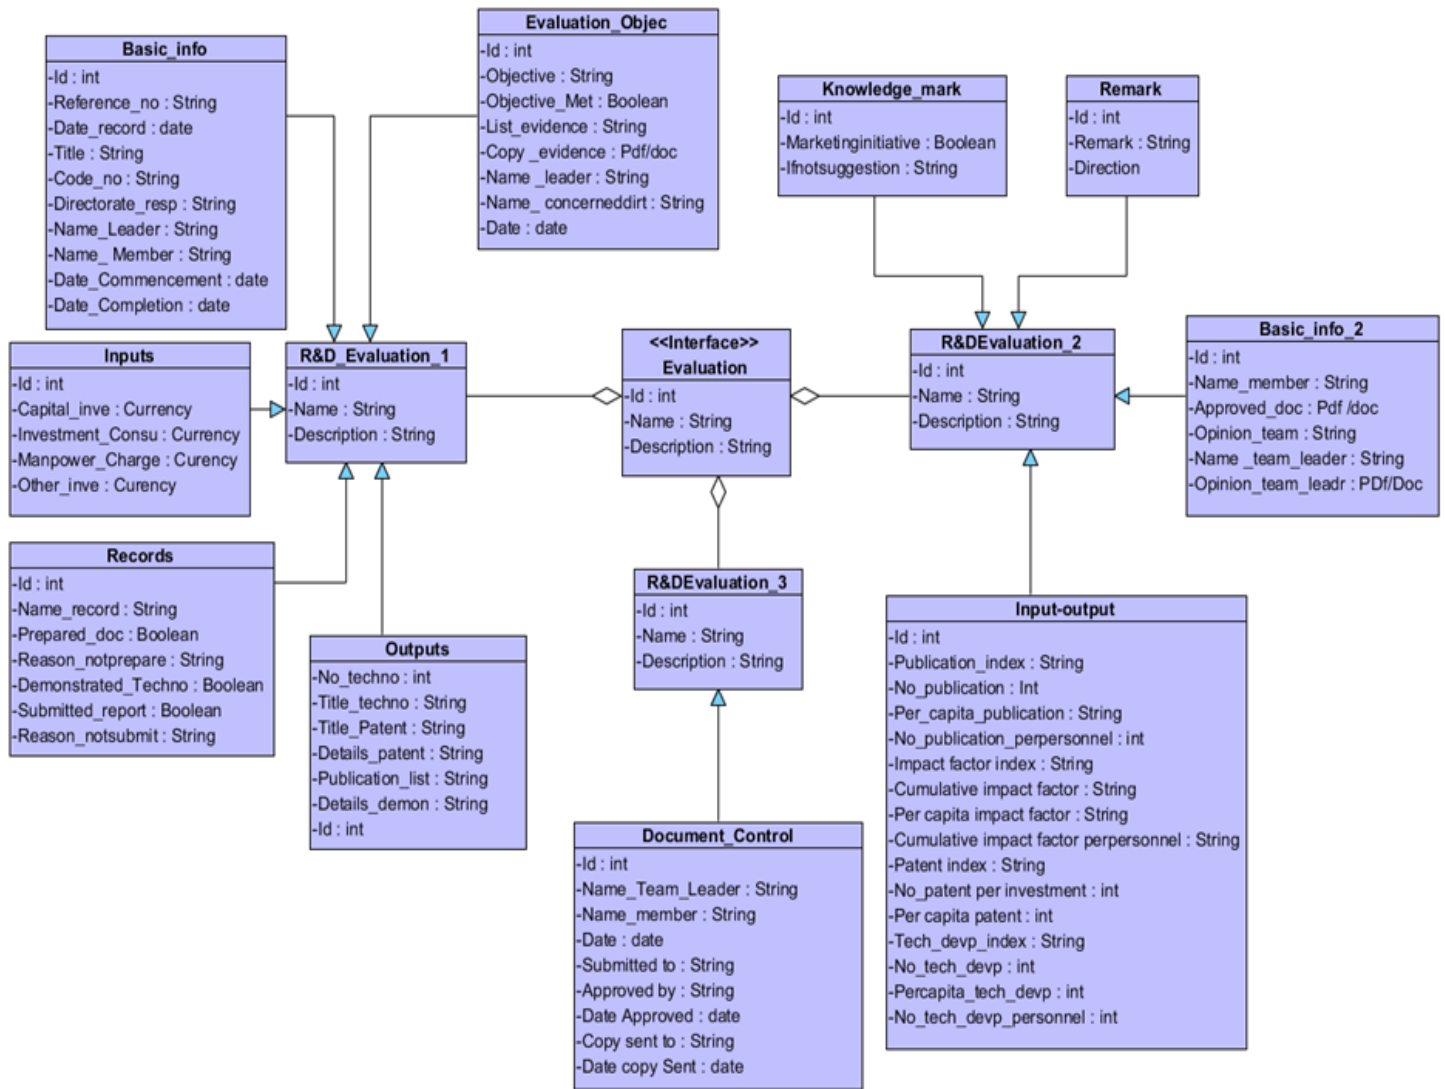 Basic_info
-Id : int
-Reference_no : String
-Date_record : date
-Title : String
-Code_no : String
-Directorate_resp : String
-Name_Leader : String
-Name_ Member : String
-Date_Commencement : date
-Date_Completion : date
Evaluation_Objec
-Id : int
-Objective : String
-Objective_Met : Boolean
-List_evidence : String
-Copy _evidence : Pdf/doc
-Name _leader : String
-Name_ concerneddirt : String
-Date : date
Knowledge_mark
-Id : int
-Marketinginitiative : Boolean
-Ifnotsuggestion : String
Remark
-Id : int
-Remark : String
-Direction
Inputs
-Id : int
-Capital_inve : Currency
-Investment_Consu : Currency
-Manpower_Charge : Curency
-Other_inve : Curency
R&D_Evaluation_1
-Id : int
-Name : String
-Description : String
<<Interface>>
Evaluation
-Id : int
-Name : String
-Description : String
R&DEvaluation_2
-Id : int
-Name : String
-Description : String
Basic_info_2
-Id : int
-Name_member : String
-Approved_doc : Pdf /doc
-Opinion_team : String
-Name _team_leader : String
-Opinion_team_leadr : PDf/Doc
Records
-Id : int
-Name_record : String
-Prepared_doc : Boolean
-Reason_notprepare : String
-Demonstrated_Techno : Boolean
-Submitted_report : Boolean
-Reason_notsubmit : String
Outputs
-No_techno : int
-Title_techno : String
-Title_Patent : String
-Details_patent : String
-Publication_list : String
-Details_demon : String
-Id : int
R&DEvaluation_3
-Id : int
-Name : String
-Description : String
Document_Control
-Id : int
-Name_Team_Leader : String
-Name_member : String
-Date : date
-Submitted to : String
-Approved by : String
-Date Approved : date
-Copy sent to : String
-Date copy Sent : date
Input-output
-Id : int
-Publication_index : String
-No_publication : Int
-Per_capita_publication : String
-No_publication_perpersonnel : int
-Impact factor index : String
-Cumulative impact factor : String
-Per capita impact factor : String
-Cumulative impact factor perpersonnel : String
-Patent index : String
-No_patent per investment : int
-Per capita patent : int
-Tech_devp_index : String
-No_tech_devp : int
-Percapita_tech_devp : int
-No_tech_devp_personnel : int